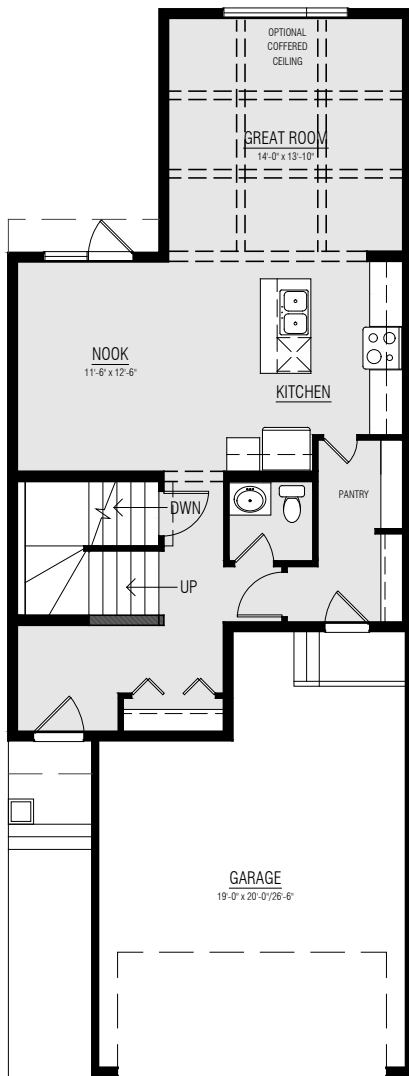 OPTIONAL
COFFERED
CEILING
GREAT ROOM
14'-0" x 13'-10"
NOOK
11'-6" x 12'-6"
KITCHEN
PANTRY
DWN
UP
GARAGE
19'-0" x 20'-0"/26'-6"